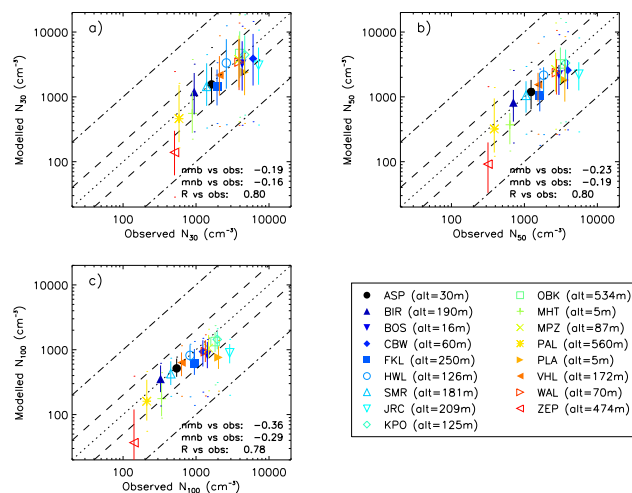 a)
10000
1000
100
Modelled N30
nmb vs obs: -0.19
mnb vs obs: -0.16
R vs obs: 0.80
100 1000 10000
Observed N30 (cm-3)
b)
10000
1000
100
Modelled N50
nmb vs obs: -0.23
mnb vs obs: -0.19
R vs obs: 0.80
100 1000 10000
Observed N50 (cm-3)
c)
10000
1000
100
Modelled N100
nmb vs obs: -0.36
mnb vs obs: -0.29
R vs obs: 0.78
100 1000 10000
Observed N100 (cm-3)
ASP (alt=30m)
BIR (alt=190m)
BOS (alt=16m)
CBW (alt=60m)
FKL (alt=250m)
HWL (alt=126m)
SMR (alt=181m)
JRC (alt=209m)
KPO (alt=125m)
OBK (alt=534m)
MHT (alt=5m)
MPZ (alt=87m)
PAL (alt=560m)
PLA (alt=5m)
VHL (alt=172m)
WAL (alt=70m)
ZEP (alt=474m)